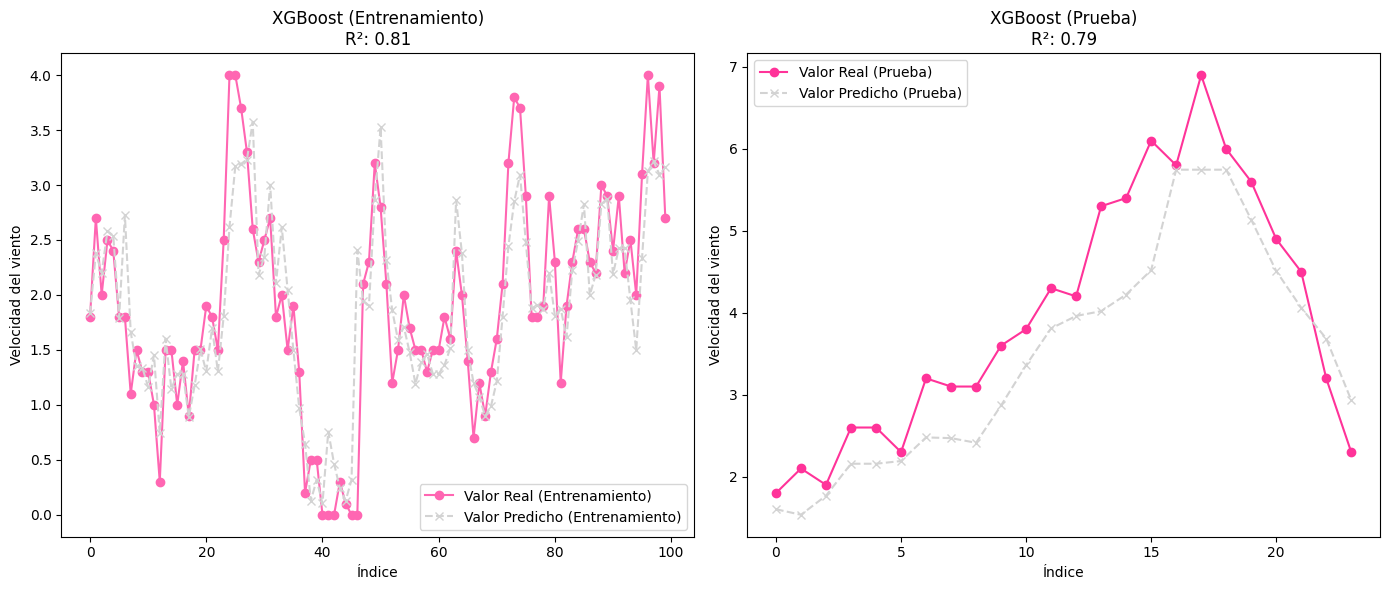 XGBoost (Entrenamiento)
R²: 0.81
Velocidad del viento
4.0
3.5
3.0
2.5
2.0
1.5
1.0
0.5
0.0
Valor Real (Entrenamiento)
Valor Predicho (Entrenamiento)
0
20
40
60
80
100
Índice
XGBoost (Prueba)
R²: 0.79
Velocidad del viento
7
6
5
4
3
2
Valor Real (Prueba)
Valor Predicho (Prueba)
0
5
10
15
20
Índice